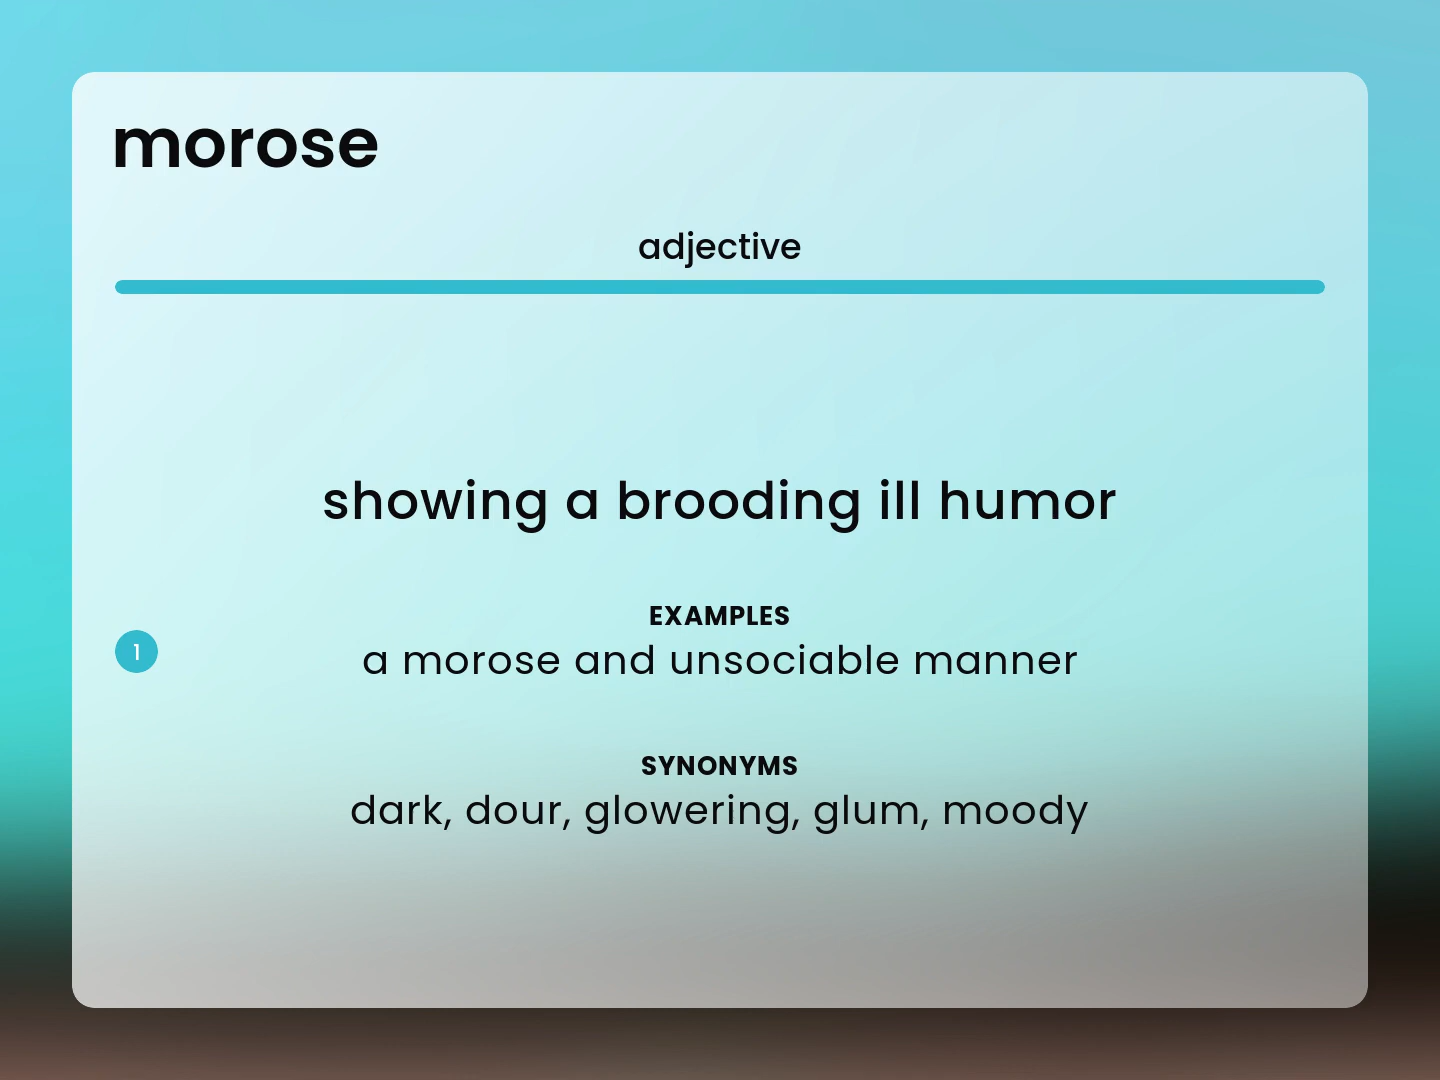 morose
adjective
showing a brooding ill humor
EXAMPLES
1
a morose and unsociable manner
SYNONYMS
dark, dour, glowering, glum, moody